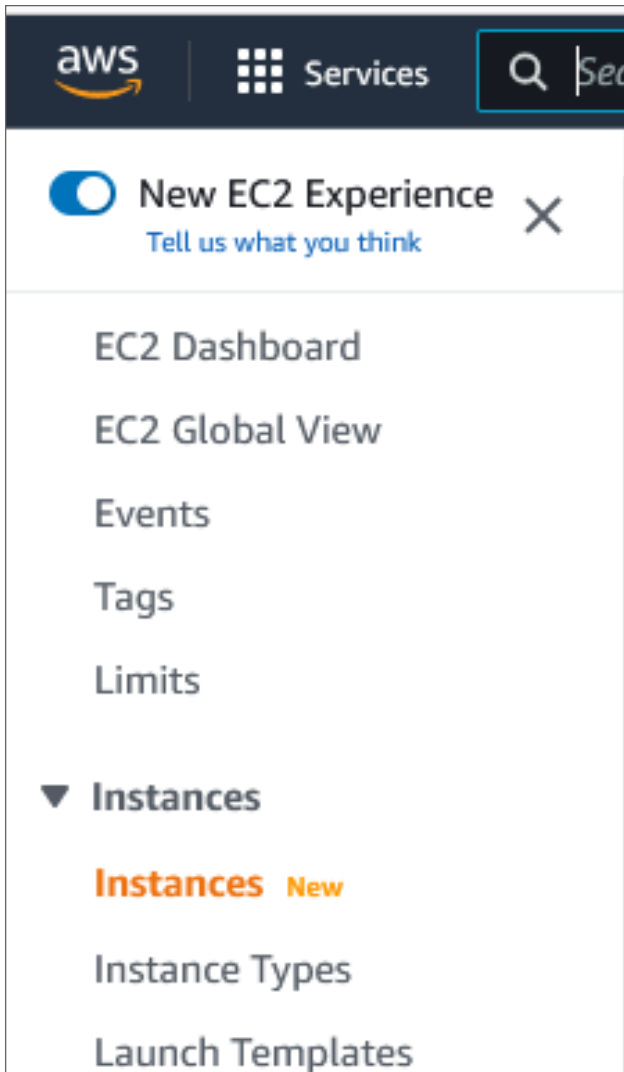 aws Services Sea
New EC2 Experience
Tell us what you think
EC2 Dashboard
EC2 Global View
Events
Tags
Limits
Instances
Instances New
Instance Types
Launch Templates